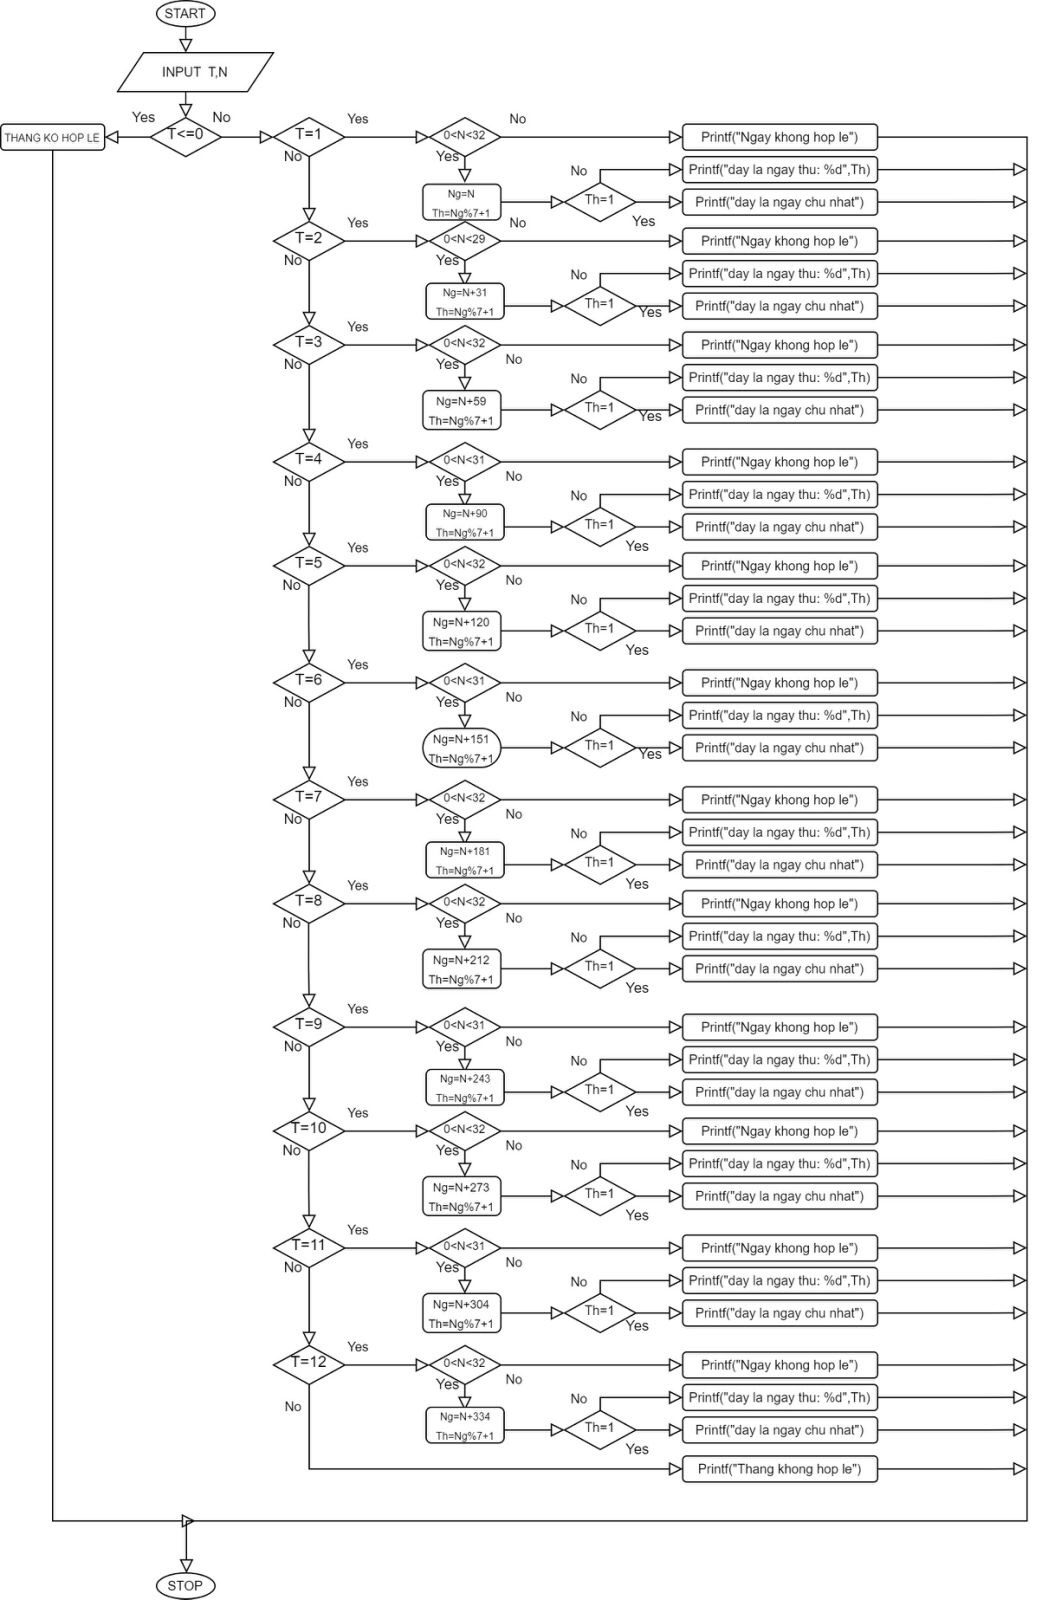 START
INPUT T,N
Yes
No
THANG KO HOP LE
T<=0
T=1
Yes
No
0<N<32
No
Yes
Printf("Ngay khong hop le")
Ng=N
Th=Ng%7+1
No
Th=1
Yes
Printf("day la ngay thu: %d",Th)
Printf("day la ngay chu nhat")
T=2
Yes
No
0<N<29
No
Yes
Printf("Ngay khong hop le")
Ng=N+31
Th=Ng%7+1
No
Th=1
Yes
Printf("day la ngay thu: %d",Th)
Printf("day la ngay chu nhat")
T=3
Yes
No
0<N<32
No
Yes
Printf("Ngay khong hop le")
Ng=N+59
Th=Ng%7+1
No
Th=1
Yes
Printf("day la ngay thu: %d",Th)
Printf("day la ngay chu nhat")
T=4
Yes
No
0<N<31
No
Yes
Printf("Ngay khong hop le")
Ng=N+90
Th=Ng%7+1
No
Th=1
Yes
Printf("day la ngay thu: %d",Th)
Printf("day la ngay chu nhat")
T=5
Yes
No
0<N<32
No
Yes
Printf("Ngay khong hop le")
Ng=N+120
Th=Ng%7+1
No
Th=1
Yes
Printf("day la ngay thu: %d",Th)
Printf("day la ngay chu nhat")
T=6
Yes
No
0<N<31
No
Yes
Printf("Ngay khong hop le")
Ng=N+151
Th=Ng%7+1
No
Th=1
Yes
Printf("day la ngay thu: %d",Th)
Printf("day la ngay chu nhat")
T=7
Yes
No
0<N<32
No
Yes
Printf("Ngay khong hop le")
Ng=N+181
Th=Ng%7+1
No
Th=1
Yes
Printf("day la ngay thu: %d",Th)
Printf("day la ngay chu nhat")
T=8
Yes
No
0<N<32
No
Yes
Printf("Ngay khong hop le")
Ng=N+212
Th=Ng%7+1
No
Th=1
Yes
Printf("day la ngay thu: %d",Th)
Printf("day la ngay chu nhat")
T=9
Yes
No
0<N<31
No
Yes
Printf("Ngay khong hop le")
Ng=N+243
Th=Ng%7+1
No
Th=1
Yes
Printf("day la ngay thu: %d",Th)
Printf("day la ngay chu nhat")
T=10
Yes
No
0<N<32
No
Yes
Printf("Ngay khong hop le")
Ng=N+273
Th=Ng%7+1
No
Th=1
Yes
Printf("day la ngay thu: %d",Th)
Printf("day la ngay chu nhat")
T=11
Yes
No
0<N<31
No
Yes
Printf("Ngay khong hop le")
Ng=N+304
Th=Ng%7+1
No
Th=1
Yes
Printf("day la ngay thu: %d",Th)
Printf("day la ngay chu nhat")
T=12
Yes
No
0<N<32
No
Yes
Printf("Ngay khong hop le")
Ng=N+334
Th=Ng%7+1
No
Th=1
Yes
Printf("day la ngay thu: %d",Th)
Printf("day la ngay chu nhat")
Printf("Thang khong hop le")
STOP